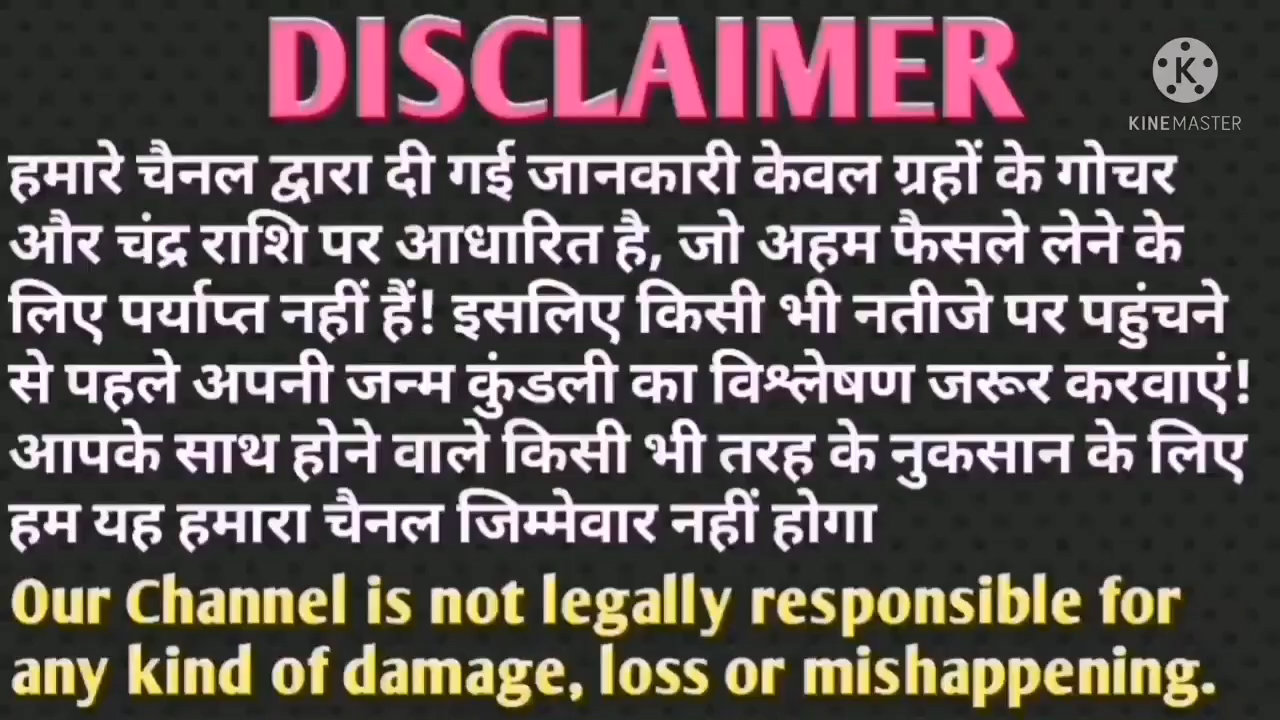 DISCLAIMER
K
KINEMASTER
हमारे चैनल द्वारा दी गई जानकारी केवल ग्रहों के गोचर
और चंद्र राशि पर आधारित है, जो अहम फैसले लेने के
लिए पर्याप्त नहीं हैं! इसलिए किसी भी नतीजे पर पहुंचने
से पहले अपनी जन्म कुंडली का विश्लेषण जरूर करवाएं!
आपके साथ होने वाले किसी भी तरह के नुकसान के लिए
हम यह हमारा चैनल जिम्मेवार नहीं होगा
Our Channel is not legally responsible for
any kind of damage, loss or mishappening.